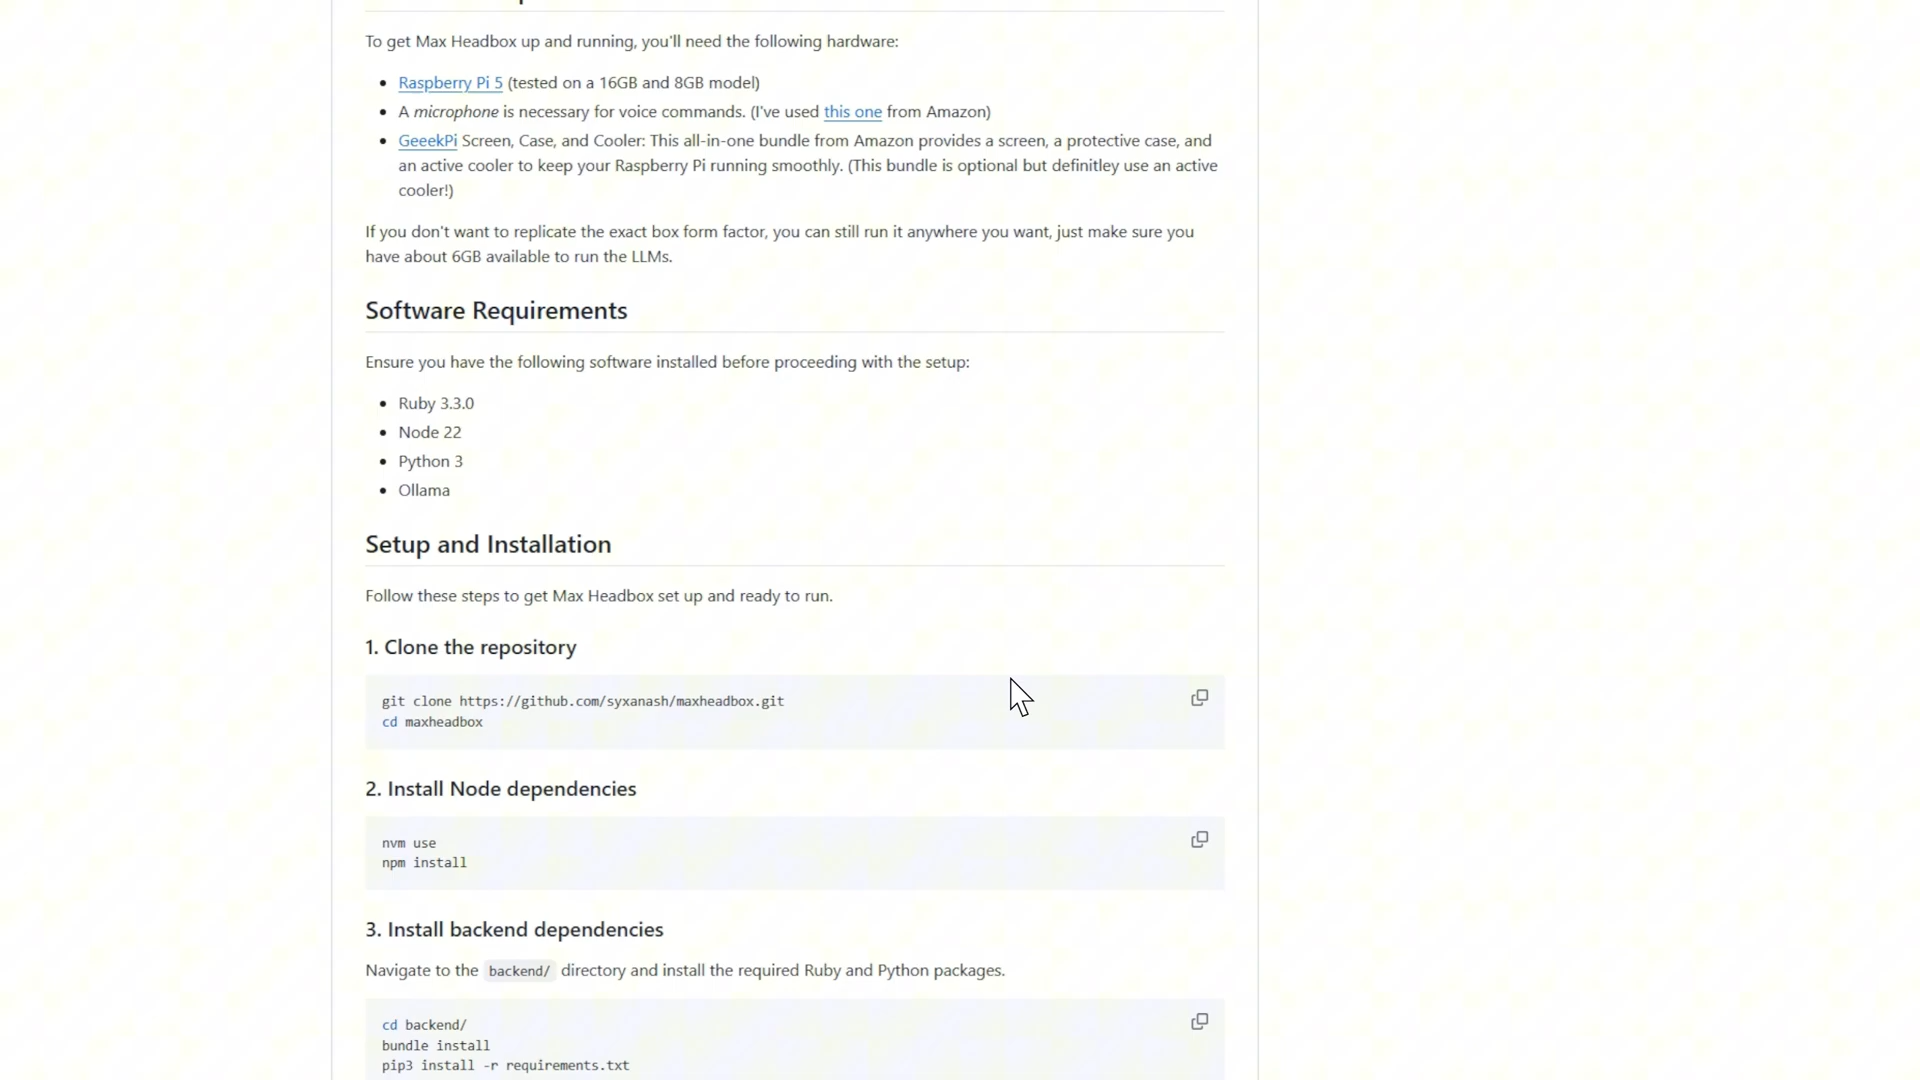 To get Max Headbox up and running, you'll need the following hardware:
Raspberry Pi 5 (tested on a 16GB and 8GB model)
A microphone is necessary for voice commands. (I've used this one from Amazon)
GeeekPi Screen, Case, and Cooler: This all-in-one bundle from Amazon provides a screen, a protective case, and
an active cooler to keep your Raspberry Pi running smoothly. (This bundle is optional but definitley use an active
cooler!)
If you don't want to replicate the exact box form factor, you can still run it anywhere you want, just make sure you
have about 6GB available to run the LLMs.
Software Requirements
Ensure you have the following software installed before proceeding with the setup:
Ruby 3.3.0
Node 22
Python 3
Ollama
Setup and Installation
Follow these steps to get Max Headbox set up and ready to run.
1. Clone the repository
git clone https://github.com/syxanash/maxheadbox.git
cd maxheadbox
2. Install Node dependencies
nvm use
npm install
3. Install backend dependencies
Navigate to the backend/ directory and install the required Ruby and Python packages.
cd backend/
bundle install
pip3 install -r requirements.txt